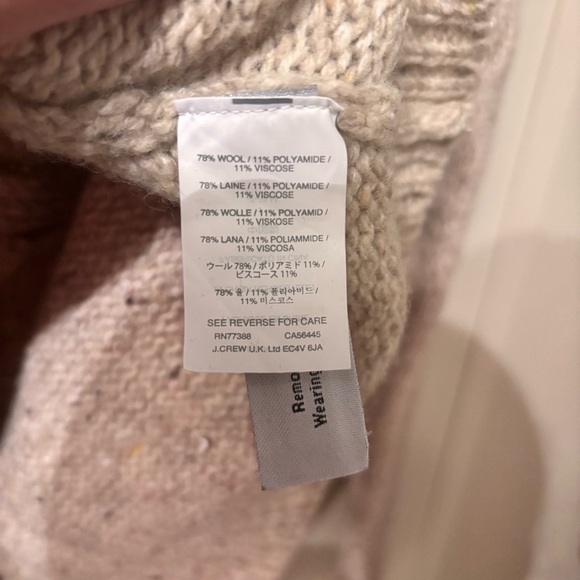 78% WOOL / 11% POLYAMIDE /
11% VISCOSE
78% LAINE / 11% POLYAMIDE /
11% VISCOSE
78% WOLLE / 11% POLYAMID /
11% VISKOSE
78% LANA / 11% POLIAMMIDE /
11% VISCOSA
ウール 78% / ポリアミド 11% /
ビスコース 11%
78% 울 / 11% 폴리아미드 /
11% 비스코스
SEE REVERSE FOR CARE
RN77388 CA56445
J.CREW U.K. Ltd EC4V 6JA
Remo
Wearing